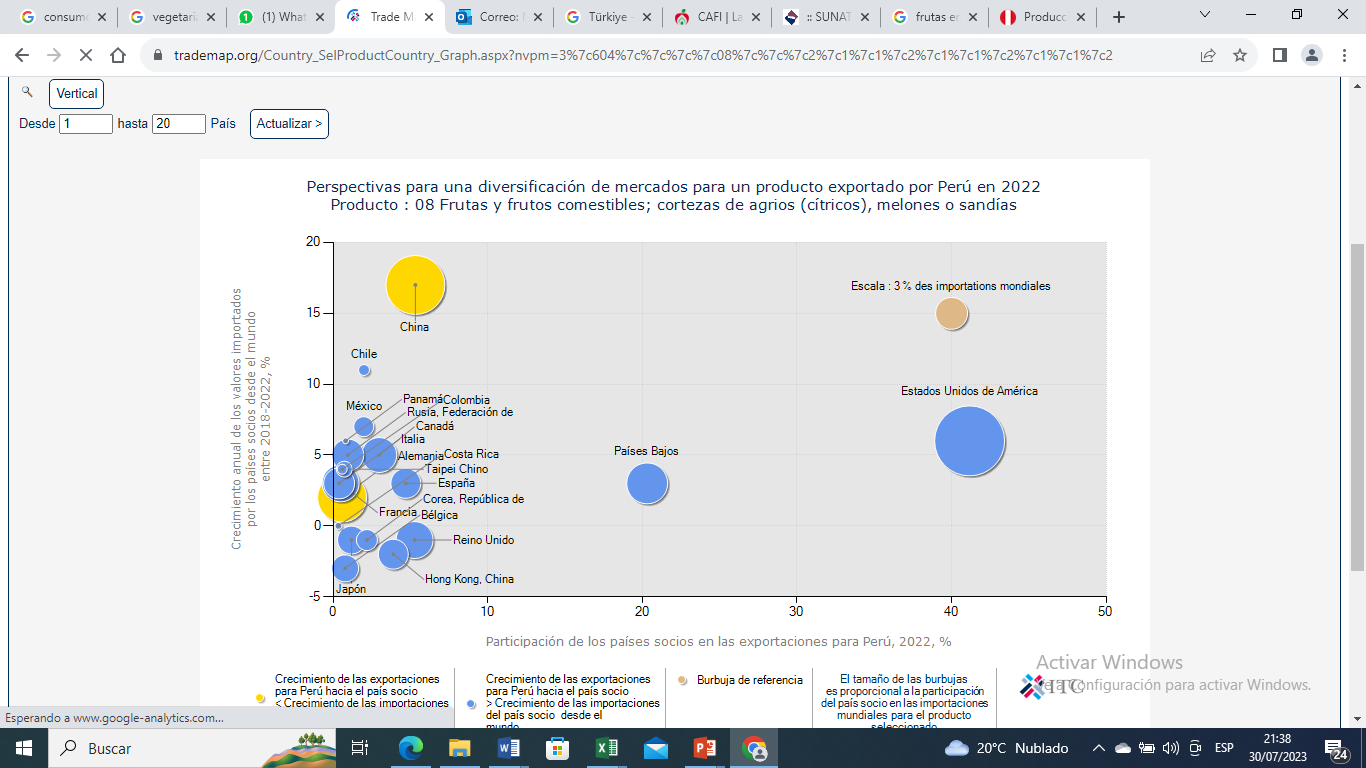 consume
vegetaria
(1) What
Trade M
Correo:
Türkiye -
CAFI | La
:: SUNAT
frutas en
Producc
trademap.org/Country_SelProductCountry_Graph.aspx?nvpm=3%7c604%7c%7c%7c%7c08%7c%7c%7c2%7c1%7c1%7c2%7c1%7c1%7c2%7c1%7c1%7c2
Vertical
Desde 1 hasta 20 País Actualizar >
Perspectivas para una diversificación de mercados para un producto exportado por Perú en 2022
Producto : 08 Frutas y frutos comestibles; cortezas de agrios (cítricos), melones o sandías
Crecimiento anual de los valores importados
por los países socios desde el mundo
entre 2018-2022, %
20
15
10
5
0
-5
China
Escala : 3 % des importations mondiales
Chile
Estados Unidos de América
México
Panamá
Colombia
Rusia, Federación de
Canadá
Italia
Alemania
Costa Rica
Países Bajos
Taipei Chino
España
Corea, República de
Francia
Bélgica
Reino Unido
Hong Kong, China
Japón
0 10 20 30 40 50
Participación de los países socios en las exportaciones para Perú, 2022, %
Crecimiento de las exportaciones
para Perú hacia el país socio
< Crecimiento de las importaciones
Crecimiento de las exportaciones
para Perú hacia el país socio
> Crecimiento de las importaciones
del país socio desde el
mundo
Burbuja de referencia
El tamaño de las burbujas
es proporcional a la participación
del país socio en las importaciones
mundiales para el producto
seleccionado
ITC
Activar Windows
Ve a Configuración para activar Windows.
Esperando a www.google-analytics.com...
Buscar
20°C Nublado
ESP
21:38
30/07/2023
24